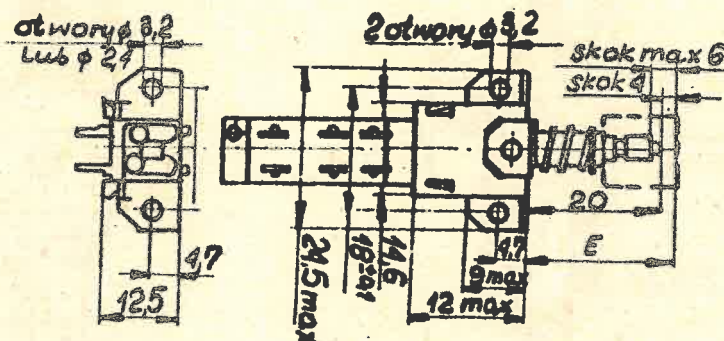 otwory φ 3,2
lub φ 2,1
2 otwory φ 3,2
skok max 6
skok 4
4,7
12,5
24,5 max
18±0,1
14,6
20
4,7
E
9 max
12 max